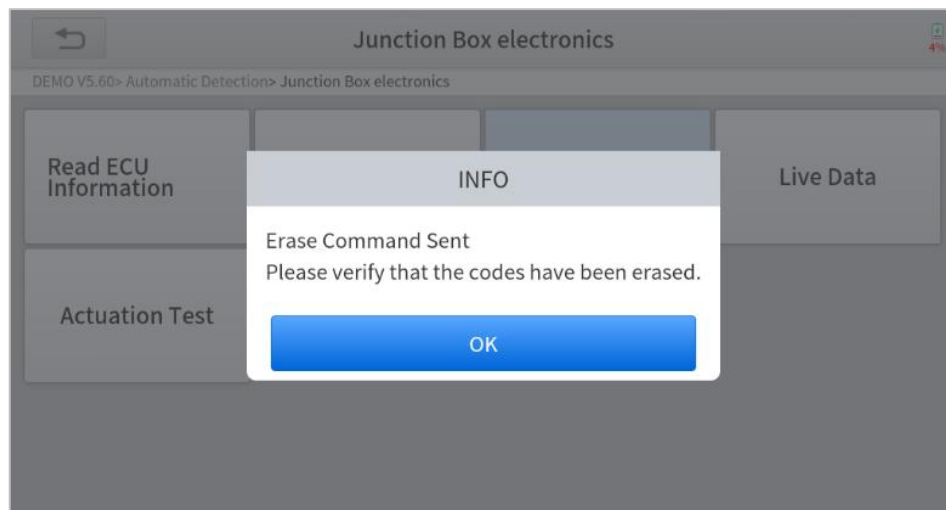 Junction Box electronics
4%
DEMO V5.60> Automatic Detection> Junction Box electronics
Read ECU
Information
Live Data
INFO
Erase Command Sent
Please verify that the codes have been erased.
OK
Actuation Test